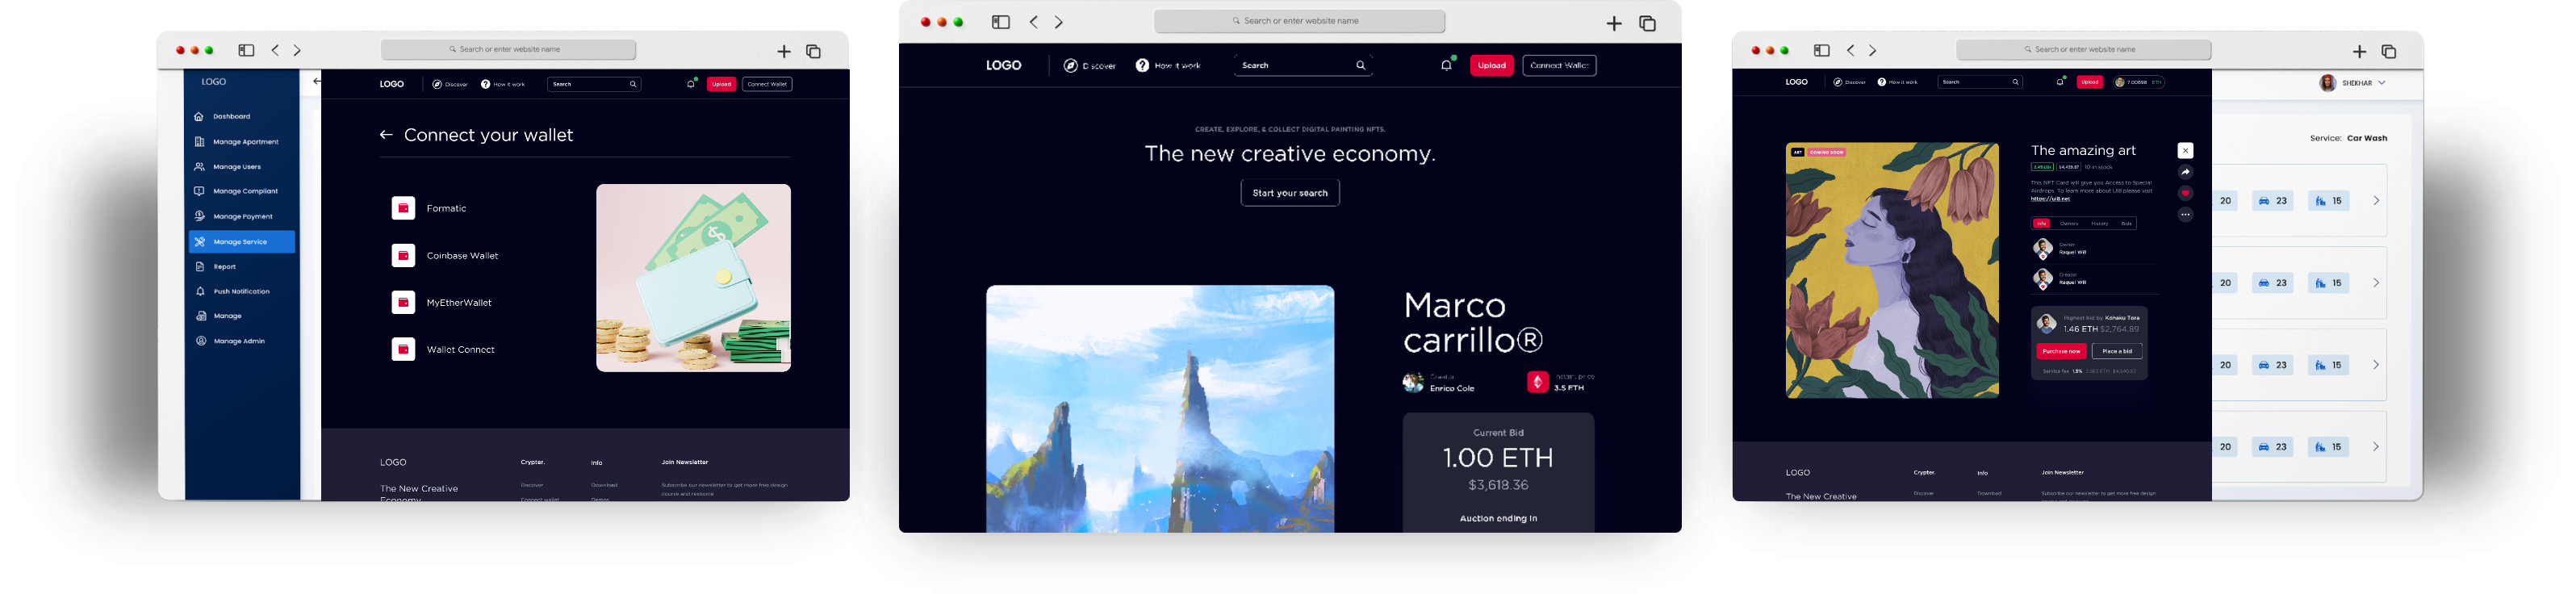 Search or enter website name
LOGO
Dashboard
Manage Apartment
Manage Users
Manage Compliant
Manage Payment
Manage Service
Report
Push Notification
Manage
Manage Admin
LOGO
Discover
How it work
Search
Upload
Connect Wallet
Connect your wallet
Formatic
Coinbase Wallet
MyEtherWallet
Wallet Connect
LOGO
The New Creative
Economy
Crypter.
Discover
Connect wallet
Info
Download
Demos
Join Newsletter
Subscribe our newsletter to get more free design
course and resource
Search or enter website name
LOGO
Discover
How it work
Search
Upload
Connect Wallet
CREATE, EXPLORE, & COLLECT DIGITAL PAINTING NFTS.
The new creative economy.
Start your search
Marco
carrillo®
Creator
Enrico Cole
Instant price
3.5 ETH
Current Bid
1.00 ETH
$3,618.36
Auction ending in
Search or enter website name
LOGO
Discover
How it work
Search
Upload
ETH
ART
COMING SOON
The amazing art
10 in stock
This NFT Card will give you Access to Special
Airdrops. To learn more about UI8 please visit
https://ui8.net
Info
Owners
History
Bids
Owner
Raquel Will
Creator
Raquel Will
Highest bid by Kohaku Tora
1.46 ETH $2,764.89
Purchase now
Place a bid
Service fee 1.5%
LOGO
The New Creative
Crypter.
Discover
Info
Download
Join Newsletter
Subscribe our newsletter to get more free design
SHEKHAR
Service: Car Wash
20 23 15
20 23 15
20 23 15
20 23 15